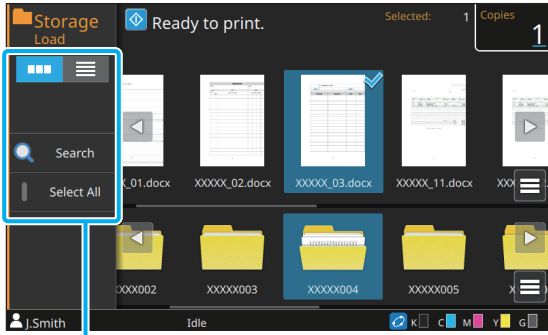 Storage
Load
Ready to print.
Selected: 1
Copies
1
Search
Select All
_01.docx
XXXXX_02.docx
XXXXX_03.docx
XXXXX_11.docx
XXX
XXX002
XXXXX003
XXXXX004
XXXXX005
J.Smith
Idle
K C M Y G